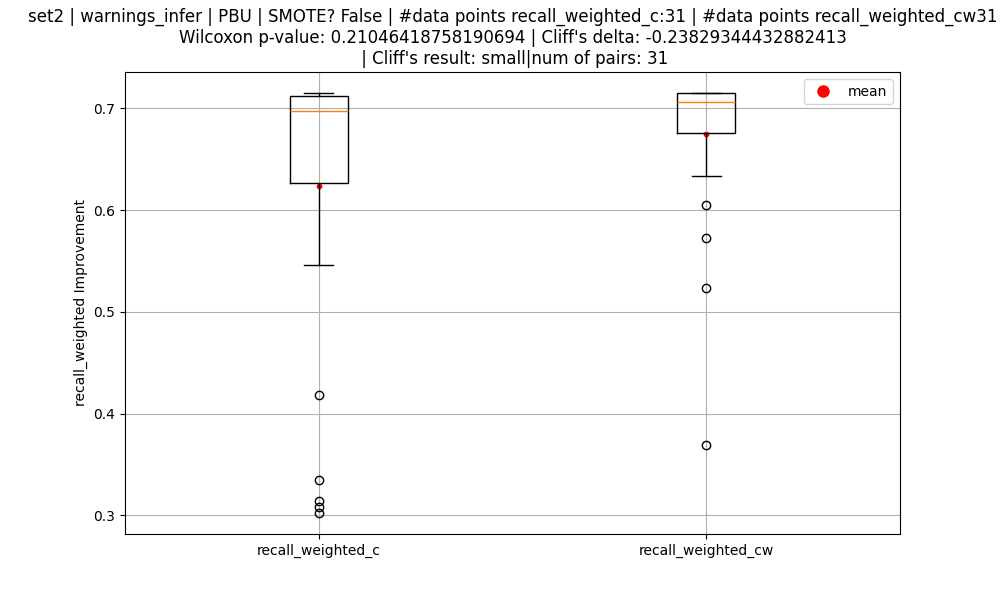 set2 | warnings_infer | PBU | SMOTE? False | #data points recall_weighted_c:31 | #data points recall_weighted_cw31
Wilcoxon p-value: 0.21046418758190694 | Cliff's delta: -0.23829344432882413
| Cliff's result: small|num of pairs: 31
mean
0.7
0.6
0.5
0.4
0.3
recall_weighted Improvement
recall_weighted_c
recall_weighted_cw